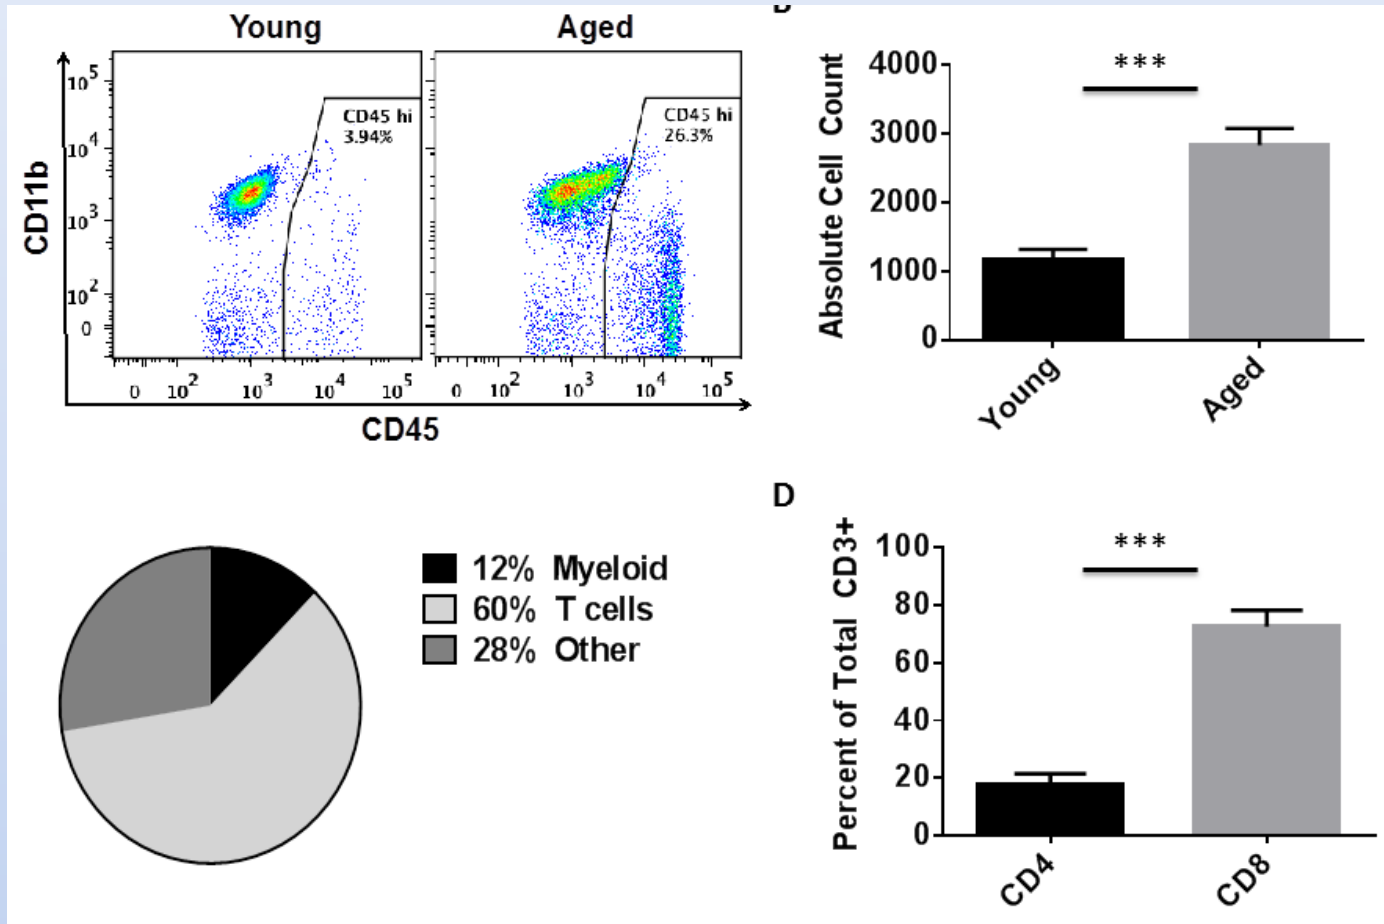 Young
Aged
CD11b
10^5
10^4
10^3
10^2
0
CD45 hi
3.94%
CD45 hi
26.3%
0 10^2 10^3 10^4 10^5
0 10^2 10^3 10^4 10^5
CD45
Absolute Cell Count
4000
3000
2000
1000
0
***
Young
Aged
12% Myeloid
60% T cells
28% Other
D
Percent of Total CD3+
100
80
60
40
20
0
***
CD4
CD8